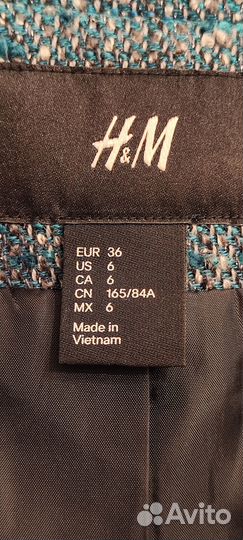 H&M
EUR 36
US 6
CA 6
CN 165/84A
MX 6
Made in
Vietnam
Avito